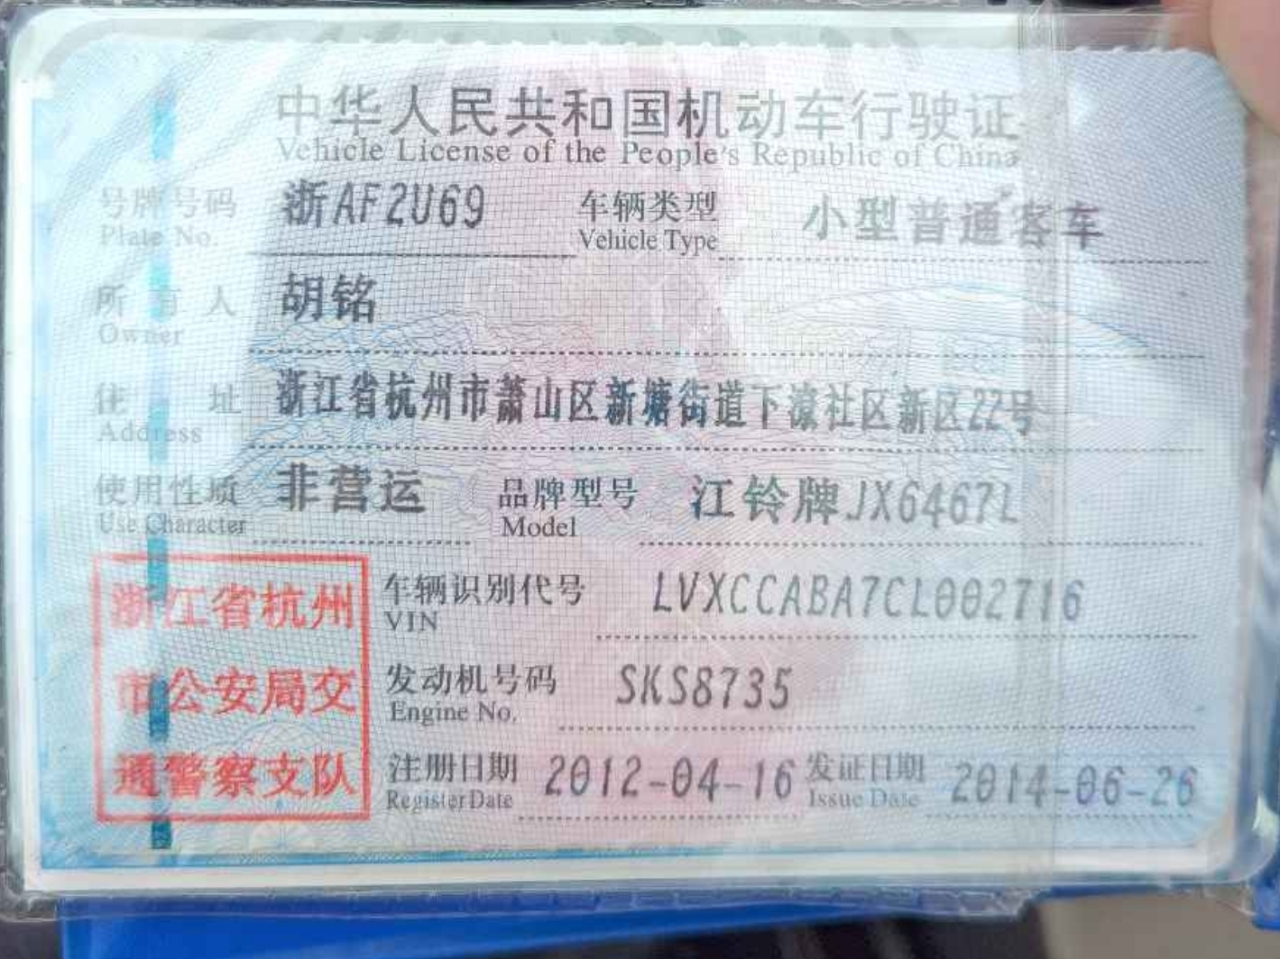 中华人民共和国机动车行驶证
Vehicle License of the People's Republic of China
号牌号码 浙AF2U69 车辆类型 小型普通客车
Plate No. Vehicle Type
所有人 胡铭
Owner
住址 浙江省杭州市萧山区新塘街道下湶社区新区22号
Address
使用性质 非营运 品牌型号 江铃牌JX6467L
Use Character Model
浙江省杭州
市公安局交
通警察支队
车辆识别代号 LVXCCABA7CL002716
VIN
发动机号码 SKS8735
Engine No.
注册日期 2012-04-16 发证日期 2014-06-26
Register Date Issue Date